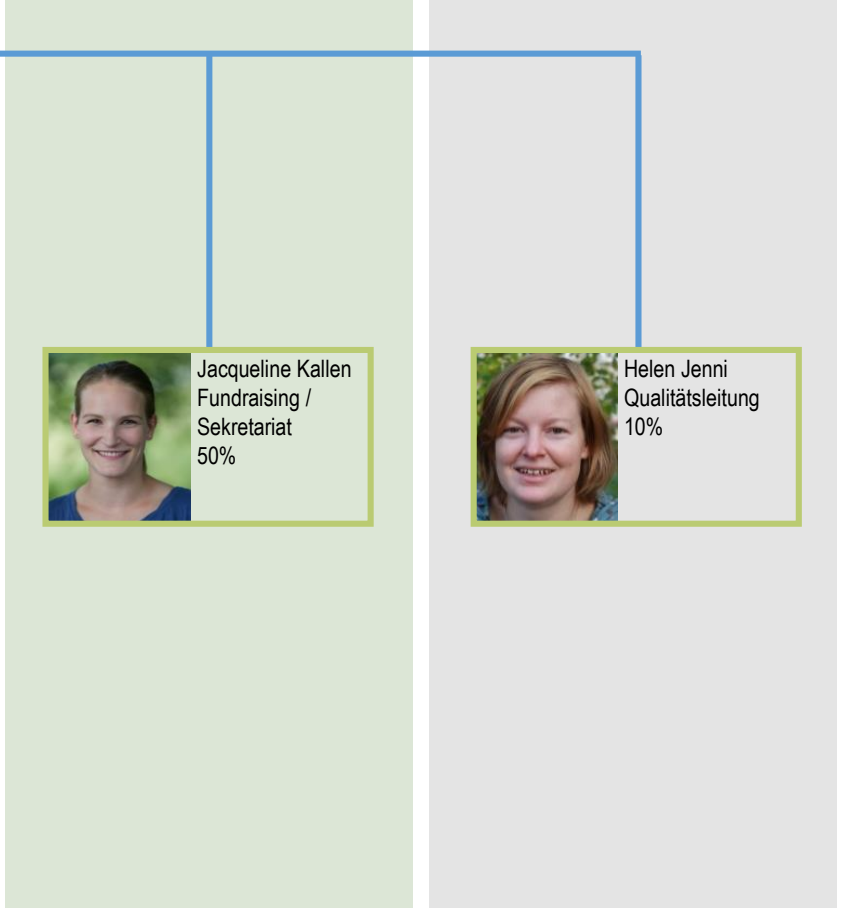 Jacqueline Kallen
Fundraising /
Sekretariat
50%
Helen Jenni
Qualitätsleitung
10%